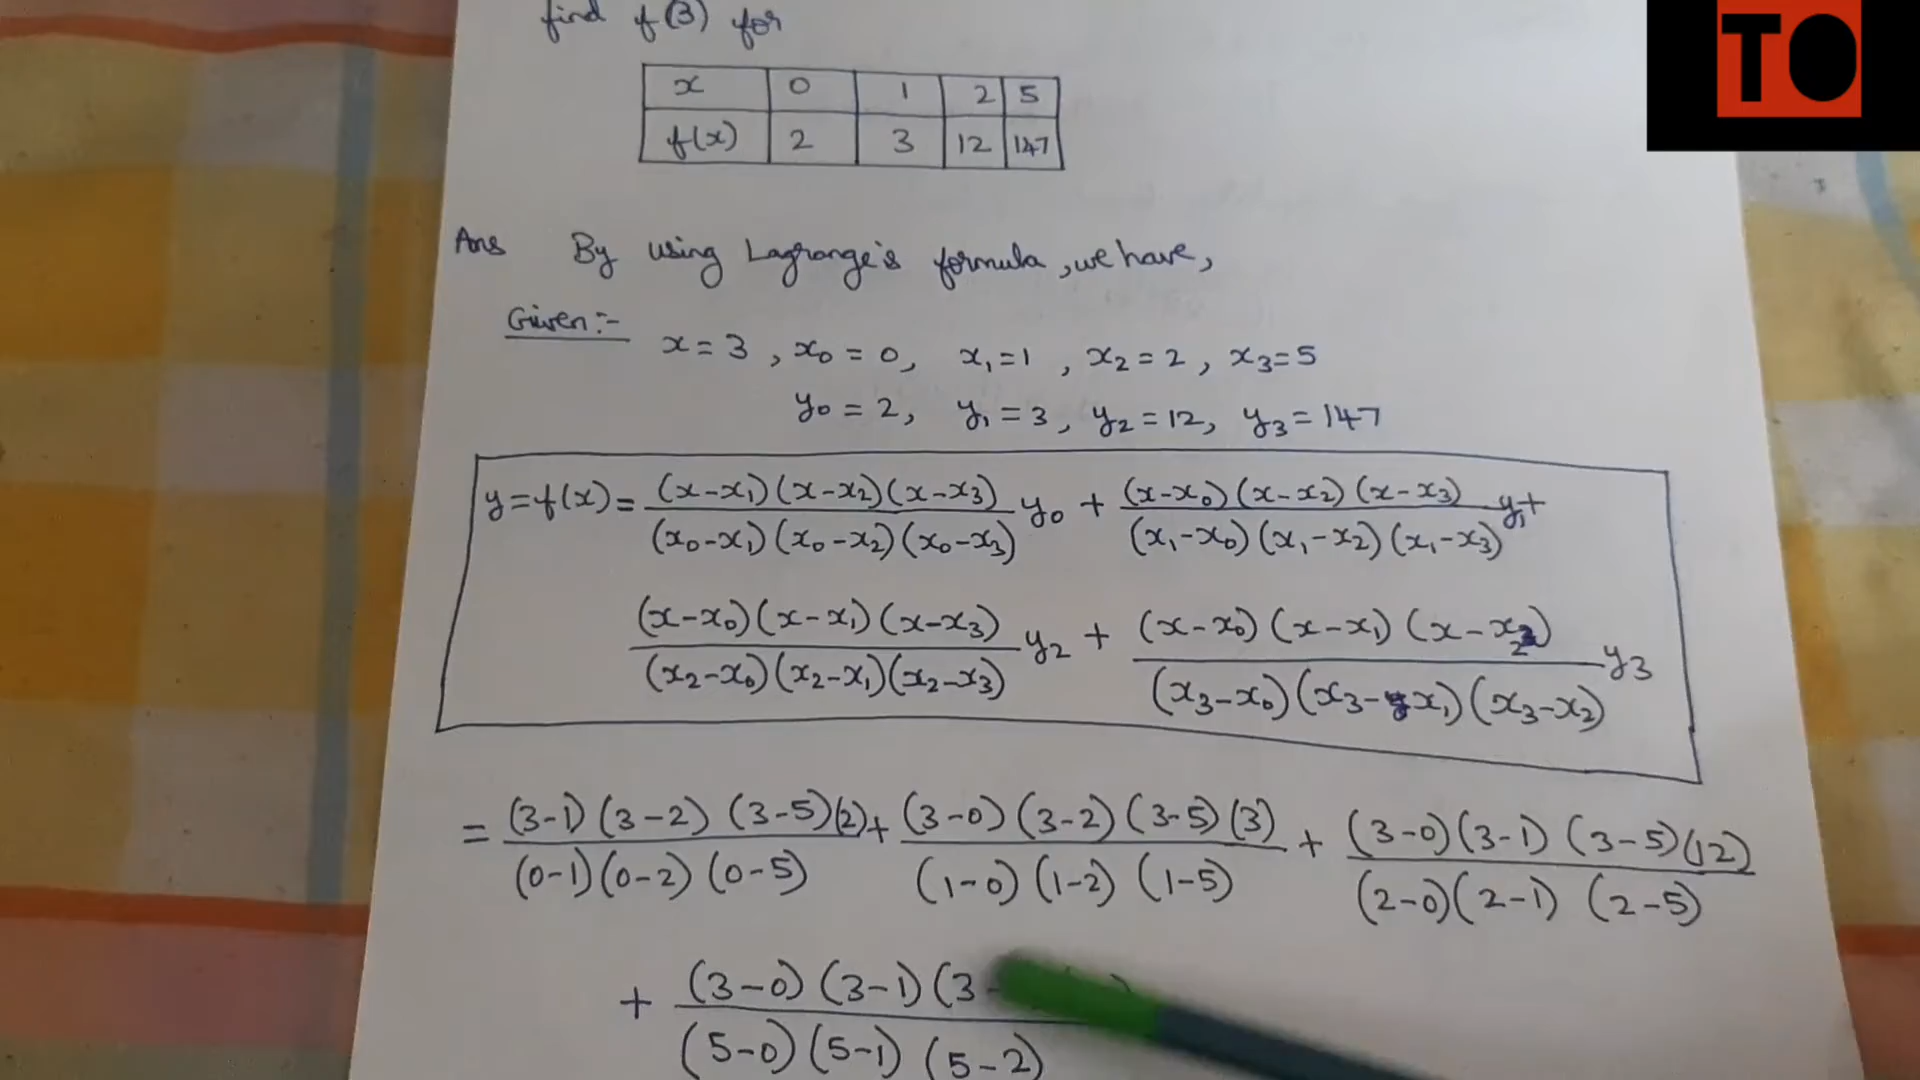 find f(3) for
x 0 1 2 5
f(x) 2 3 12 147
TO
Ans By using Lagrange's formula, we have,
Given:-
x = 3, x₀ = 0, x₁ = 1, x₂ = 2, x₃ = 5
y₀ = 2, y₁ = 3, y₂ = 12, y₃ = 147
y = f(x) = (x-x₁)(x-x₂)(x-x₃) / (x₀-x₁)(x₀-x₂)(x₀-x₃) y₀ + (x-x₀)(x-x₂)(x-x₃) / (x₁-x₀)(x₁-x₂)(x₁-x₃) y₁ +
(x-x₀)(x-x₁)(x-x₃) / (x₂-x₀)(x₂-x₁)(x₂-x₃) y₂ + (x-x₀)(x-x₁)(x-x₂) / (x₃-x₀)(x₃-x₁)(x₃-x₂) y₃
= (3-1)(3-2)(3-5)(2) / (0-1)(0-2)(0-5) + (3-0)(3-2)(3-5)(3) / (1-0)(1-2)(1-5) + (3-0)(3-1)(3-5)(12) / (2-0)(2-1)(2-5)
+ (3-0)(3-1)(3- / (5-0)(5-1)(5-2)